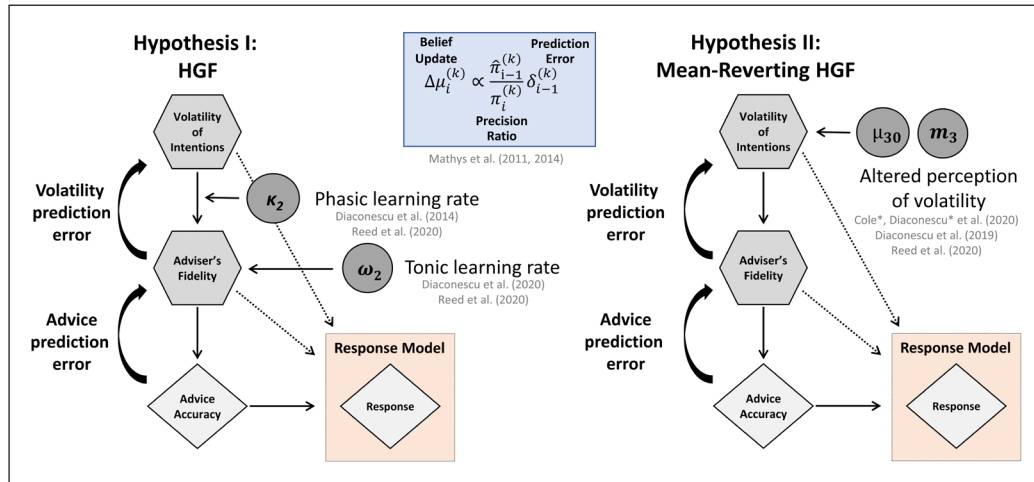 Hypothesis I:
HGF
Volatility
of
Intentions
Volatility
prediction
error
κ₂
Phasic learning rate
Diaconescu et al. (2014)
Reed et al. (2020)
Adviser's
Fidelity
ω₂
Tonic learning rate
Diaconescu et al. (2020)
Reed et al. (2020)
Advice
prediction
error
Advice
Accuracy
Response Model
Response
Belief
Update
Prediction
Error
Δμᵢ⁽ᵏ⁾ ∝ π̂ᵢ₋₁⁽ᵏ⁾ / πᵢ⁽ᵏ⁾ δᵢ₋₁⁽ᵏ⁾
Precision
Ratio
Mathys et al. (2011, 2014)
Hypothesis II:
Mean-Reverting HGF
Volatility
of
Intentions
μ₃₀
m₃
Altered perception
of volatility
Cole*, Diaconescu* et al. (2020)
Diaconescu et al. (2019)
Reed et al. (2020)
Volatility
prediction
error
Adviser's
Fidelity
Advice
prediction
error
Advice
Accuracy
Response Model
Response